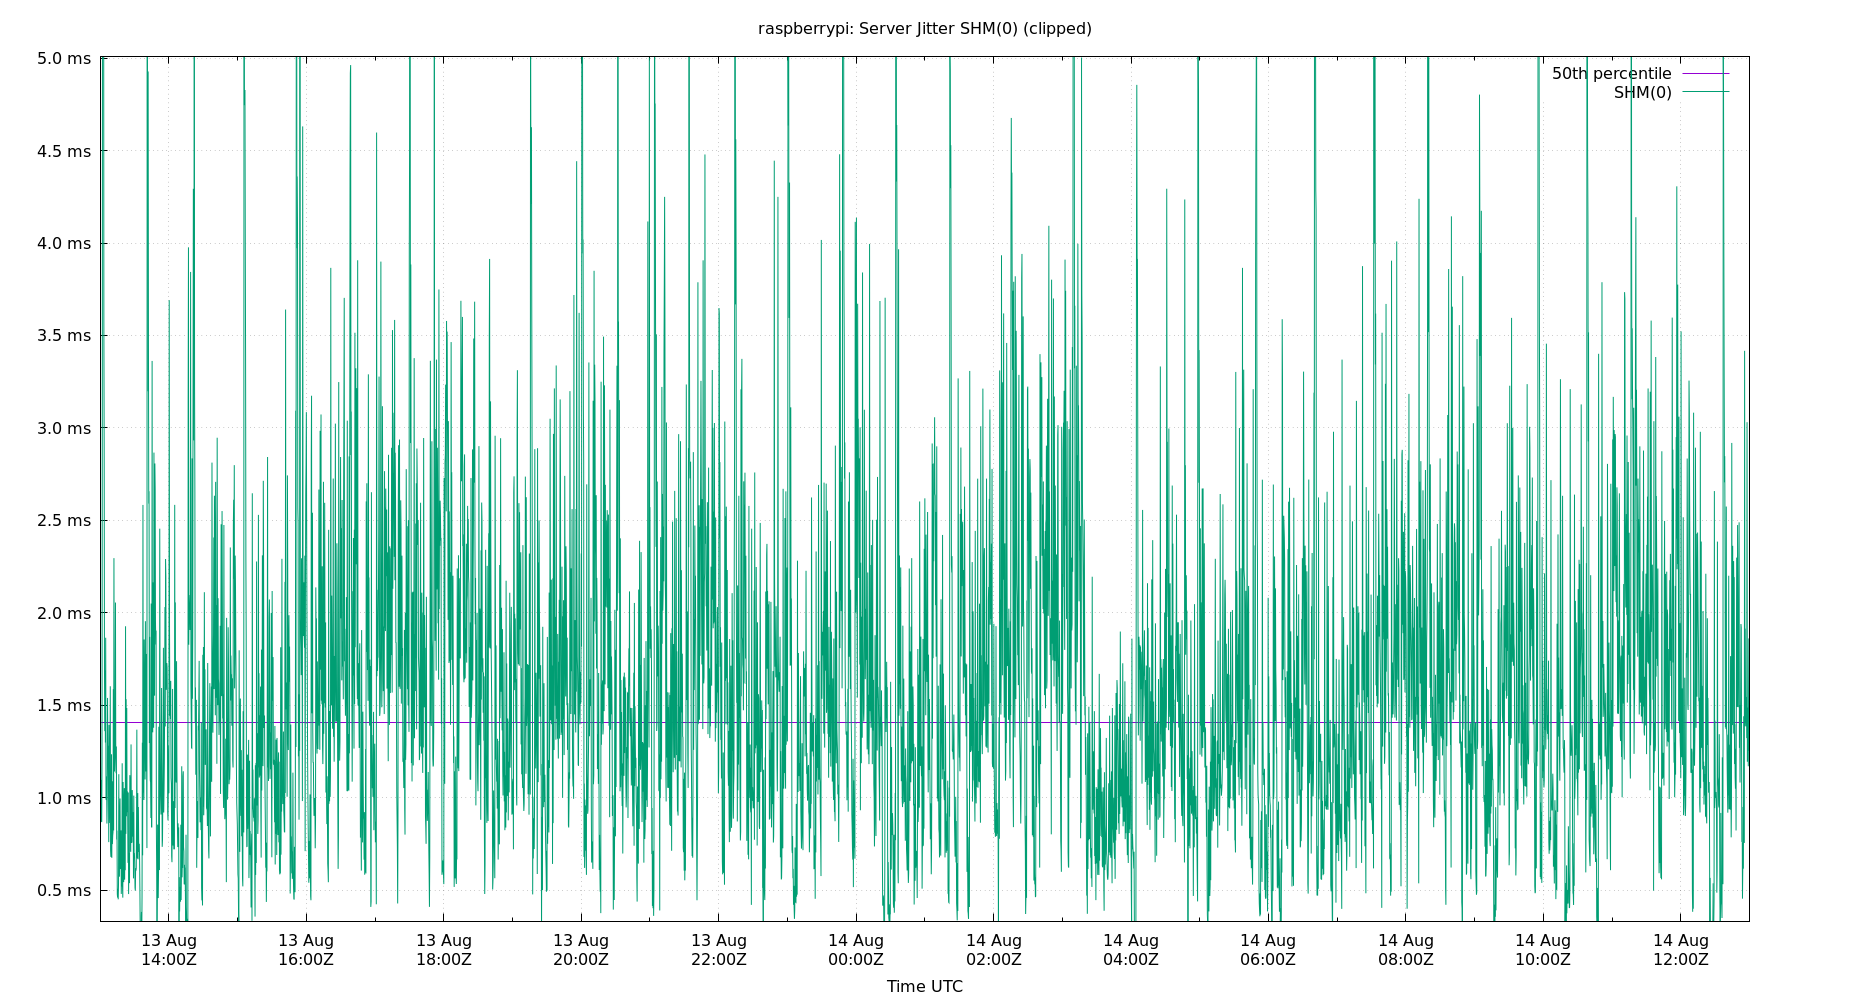 raspberrypi: Server Jitter SHM(0) (clipped)
5.0 ms
4.5 ms
4.0 ms
3.5 ms
3.0 ms
2.5 ms
2.0 ms
1.5 ms
1.0 ms
0.5 ms
50th percentile
SHM(0)
13 Aug 13 Aug 13 Aug 13 Aug 13 Aug 14 Aug 14 Aug 14 Aug 14 Aug 14 Aug 14 Aug 14 Aug
14:00Z 16:00Z 18:00Z 20:00Z 22:00Z 00:00Z 02:00Z 04:00Z 06:00Z 08:00Z 10:00Z 12:00Z
Time UTC